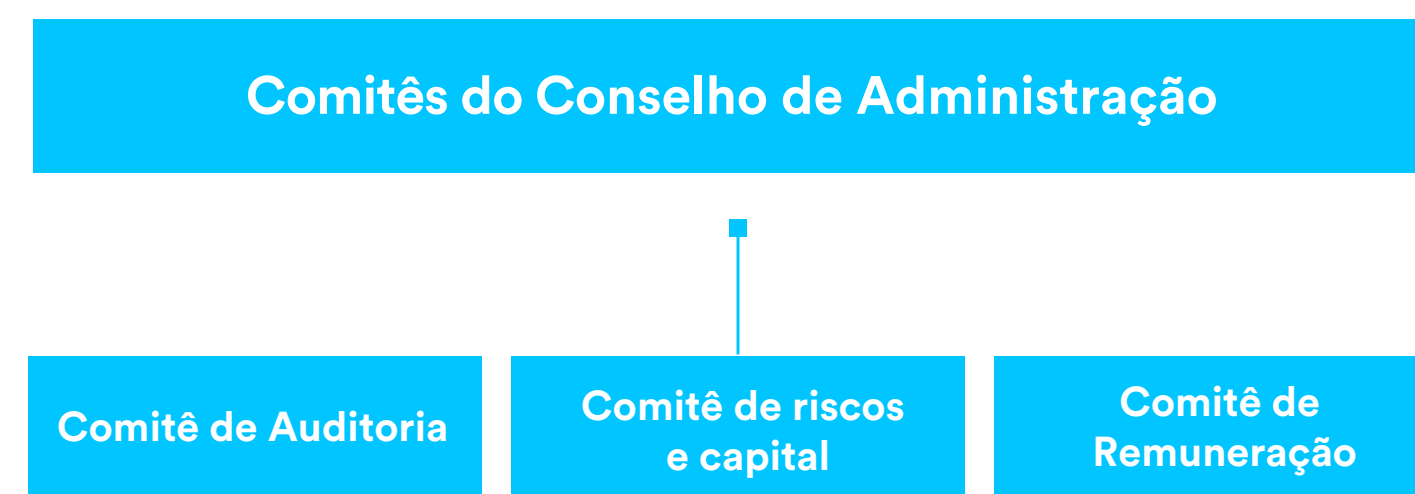 Comitês do Conselho de Administração
Comitê de Auditoria
Comitê de riscos
e capital
Comitê de
Remuneração